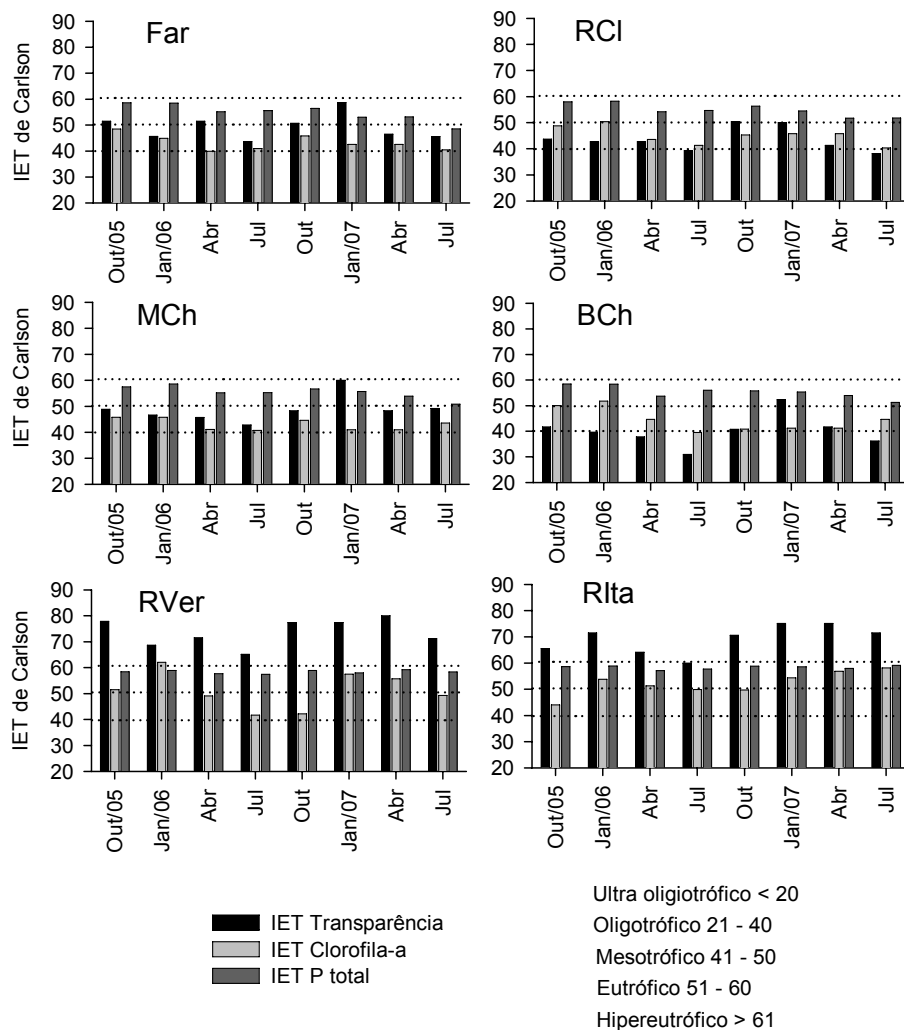 Far
IET de Carlson
90
80
70
60
50
40
30
20
Out/05
Jan/06
Abr
Jul
Out
Jan/07
Abr
Jul
RCl
90
80
70
60
50
40
30
20
Out/05
Jan/06
Abr
Jul
Out
Jan/07
Abr
Jul
MCh
IET de Carlson
90
80
70
60
50
40
30
20
Out/05
Jan/06
Abr
Jul
Out
Jan/07
Abr
Jul
BCh
90
80
70
60
50
40
30
20
Out/05
Jan/06
Abr
Jul
Out
Jan/07
Abr
Jul
RVer
IET de Carlson
90
80
70
60
50
40
30
20
Out/05
Jan/06
Abr
Jul
Out
Jan/07
Abr
Jul
RIta
90
80
70
60
50
40
30
20
Out/05
Jan/06
Abr
Jul
Out
Jan/07
Abr
Jul
IET Transparência
IET Clorofila-a
IET P total
Ultra oligiotrófico < 20
Oligotrófico 21 - 40
Mesotrófico 41 - 50
Eutrófico 51 - 60
Hipereutrófico > 61